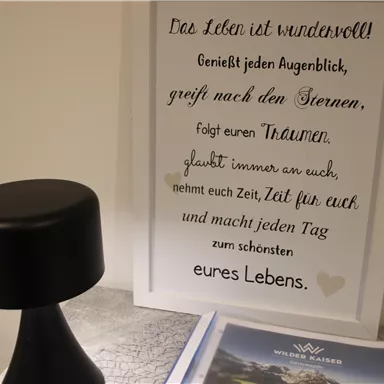 Das Leben ist wundervoll!
Genießt jeden Augenblick,
greift nach den Sternen,
folgt euren Träumen,
glaubt immer an euch,
nehmt euch Zeit, Zeit für euch
und macht jeden Tag
zum schönsten
eures Lebens.
WILDER KAISER